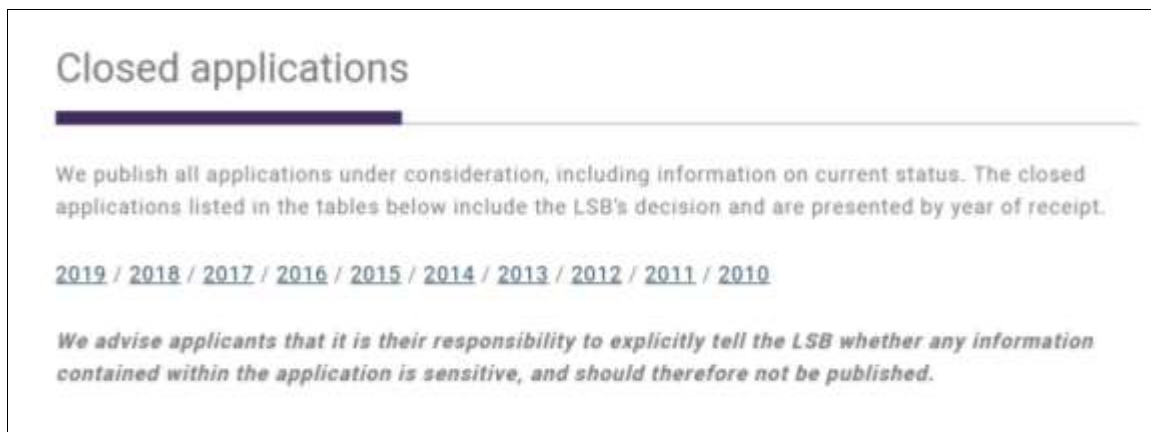 Closed applications
We publish all applications under consideration, including information on current status. The closed
applications listed in the tables below include the LSB's decision and are presented by year of receipt.
2019 / 2018 / 2017 / 2016 / 2015 / 2014 / 2013 / 2012 / 2011 / 2010
We advise applicants that it is their responsibility to explicitly tell the LSB whether any information
contained within the application is sensitive, and should therefore not be published.